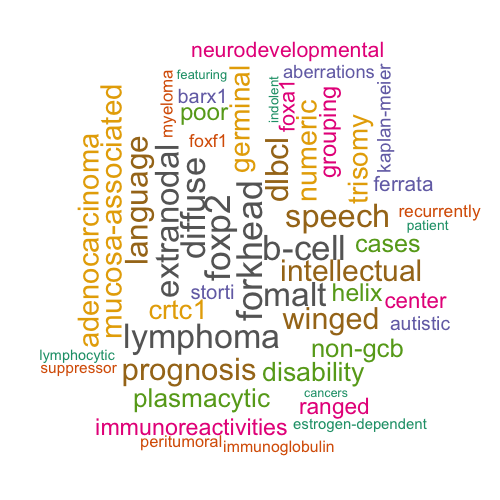 neurodevelopmental
featuring
aberrations
myeloma
barx1
poor
germinal
indolent
foxa1
grouping
kaplan-meier
foxf1
dlbcl
numeric
trisomy
ferrata
adenocarcinoma
mucosa-associated
language
extranodal
diffuse
foxp2
forkhead
speech
recurrently
patient
b-cell
cases
intellectual
storti
malt
helix
center
crtc1
winged
autistic
lymphoma
non-gcb
lymphocytic
suppressor
prognosis
disability
plasmacytic
cancers
ranged
immunoreactivities
estrogen-dependent
peritumoral
immunoglobulin